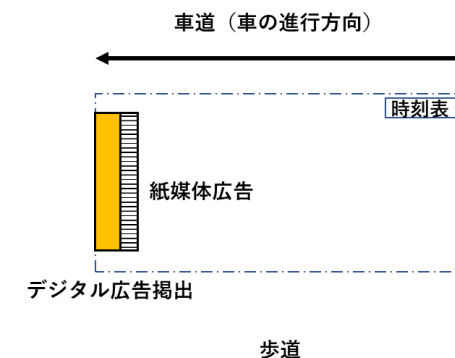 車道（車の進行方向）
時刻表
紙媒体広告
デジタル広告掲出
歩道